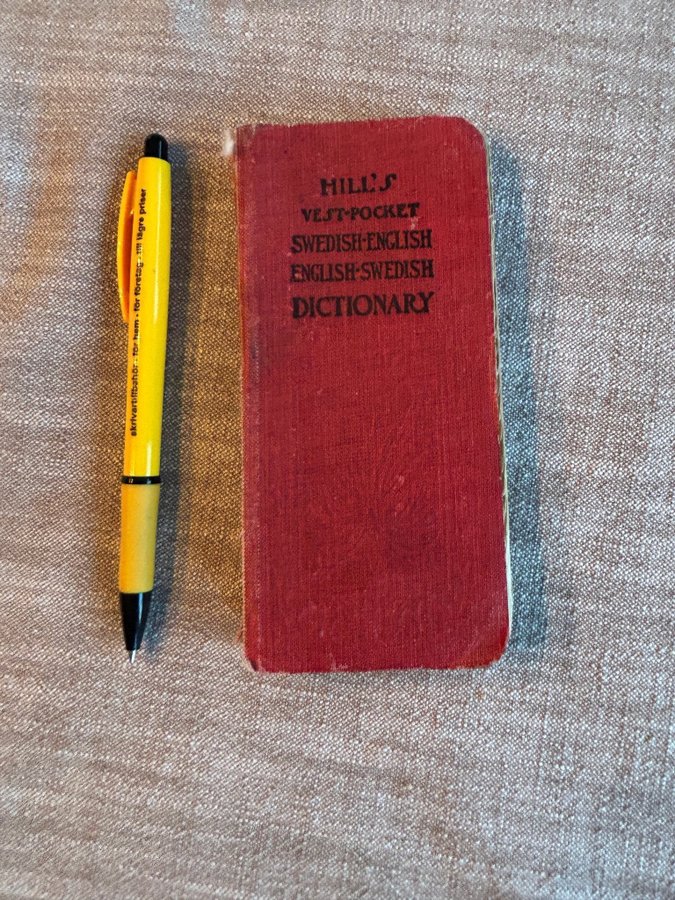 skrivartillbehör · för hem · för företag · till lägre priser
HILL'S
VEST-POCKET
SWEDISH-ENGLISH
ENGLISH-SWEDISH
DICTIONARY